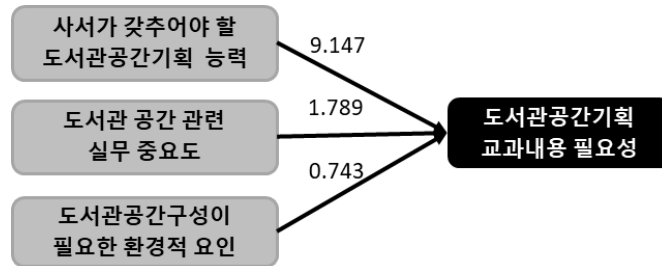 사서가 갖추어야 할
도서관공간기획 능력
9.147
도서관 공간 관련
실무 중요도
1.789
도서관공간기획
교과내용 필요성
0.743
도서관공간구성이
필요한 환경적 요인